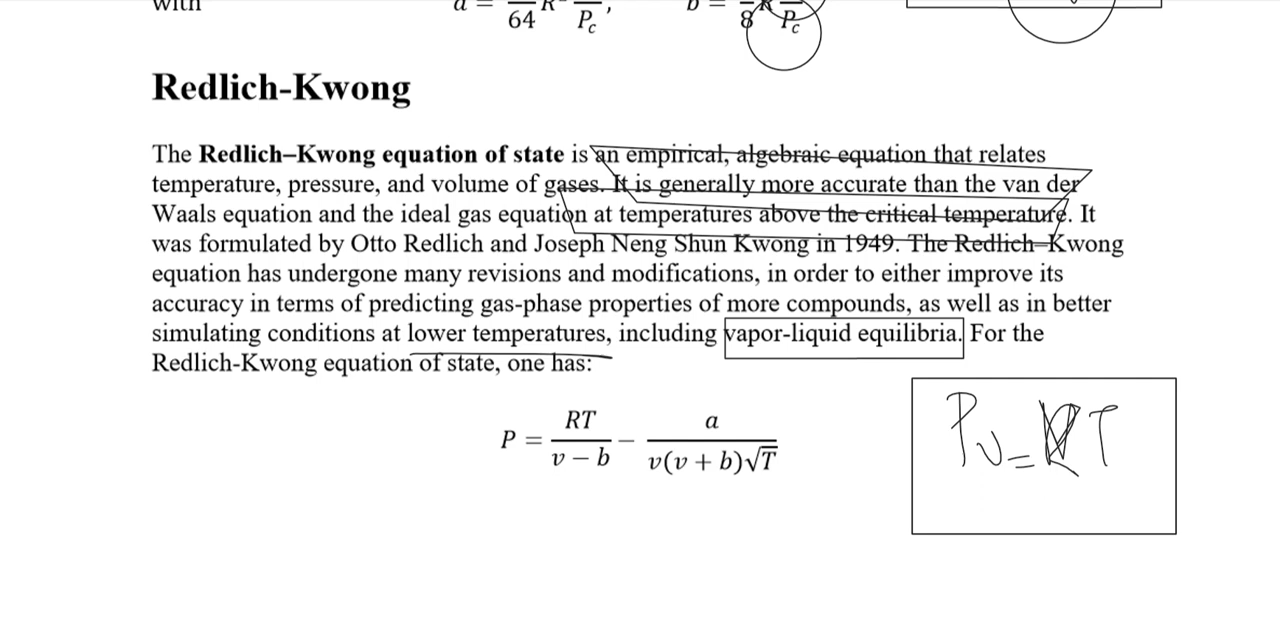 with a = 64 R P_c , b = 8 R P_c
Redlich-Kwong
The Redlich–Kwong equation of state is an empirical, algebraic equation that relates
temperature, pressure, and volume of gases. It is generally more accurate than the van der
Waals equation and the ideal gas equation at temperatures above the critical temperature. It
was formulated by Otto Redlich and Joseph Neng Shun Kwong in 1949. The Redlich–Kwong
equation has undergone many revisions and modifications, in order to either improve its
accuracy in terms of predicting gas-phase properties of more compounds, as well as in better
simulating conditions at lower temperatures, including vapor-liquid equilibria. For the
Redlich-Kwong equation of state, one has:
P = RT / (v − b) − a / (v(v + b)√T)
Pv = RT